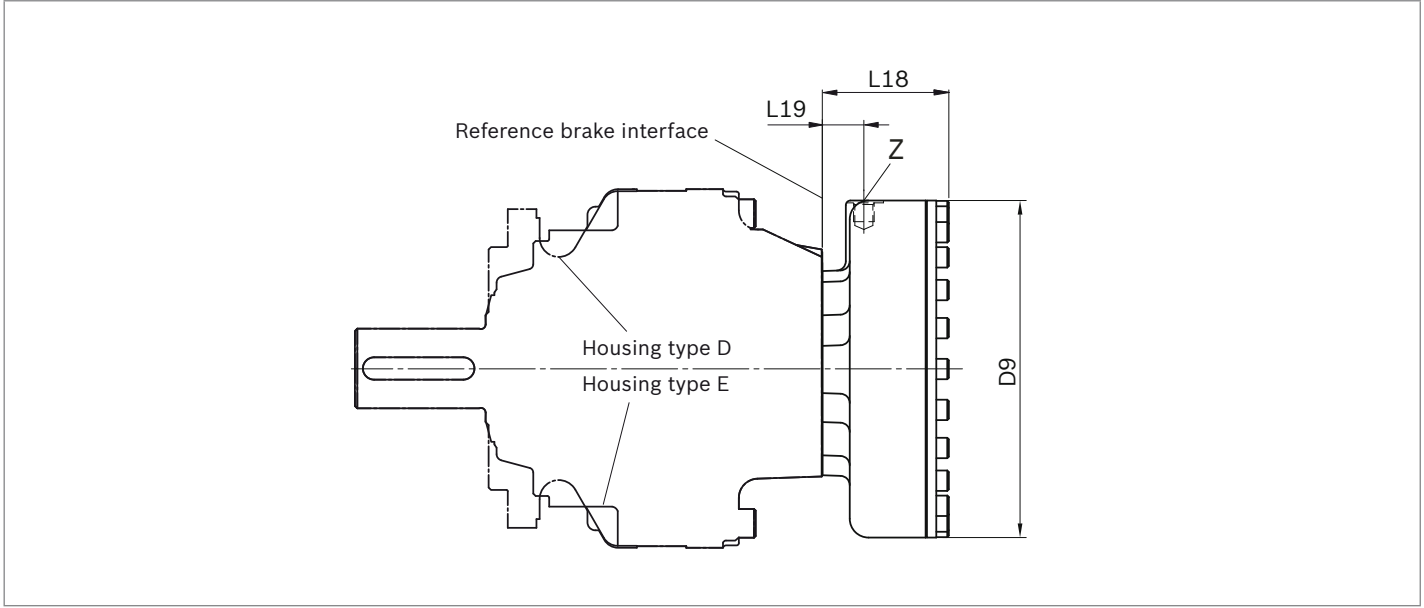 L18
L19
Reference brake interface
Z
Housing type D
Housing type E
D9